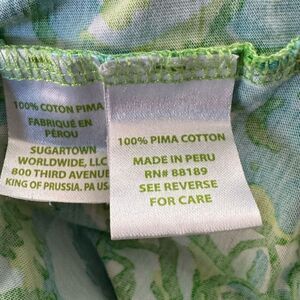 100% COTON PIMA
FABRIQUÉ EN
PÉROU
SUGARTOWN
WORLDWIDE, LLC
800 THIRD AVENUE
KING OF PRUSSIA, PA USA
100% PIMA COTTON
MADE IN PERU
RN# 88189
SEE REVERSE
FOR CARE